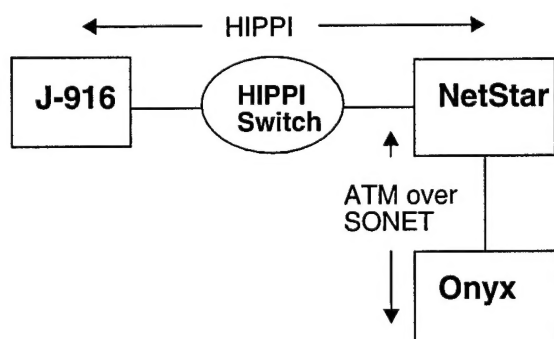 HIPPI
J-916
HIPPI
Switch
NetStar
ATM over
SONET
Onyx